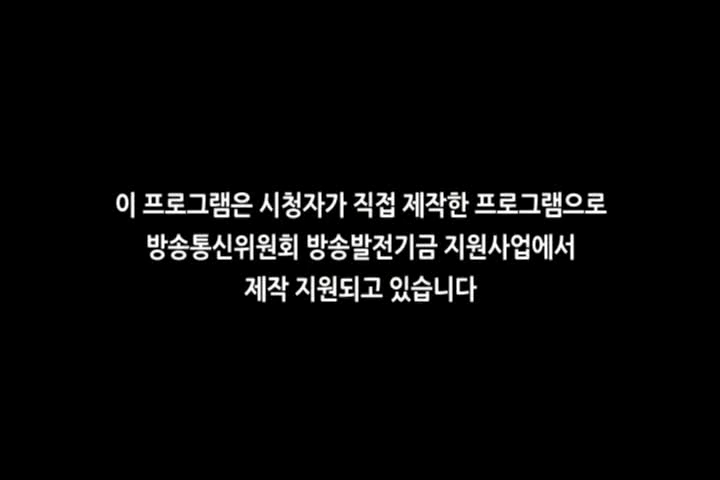 이 프로그램은 시청자가 직접 제작한 프로그램으로
방송통신위원회 방송발전기금 지원사업에서
제작 지원되고 있습니다